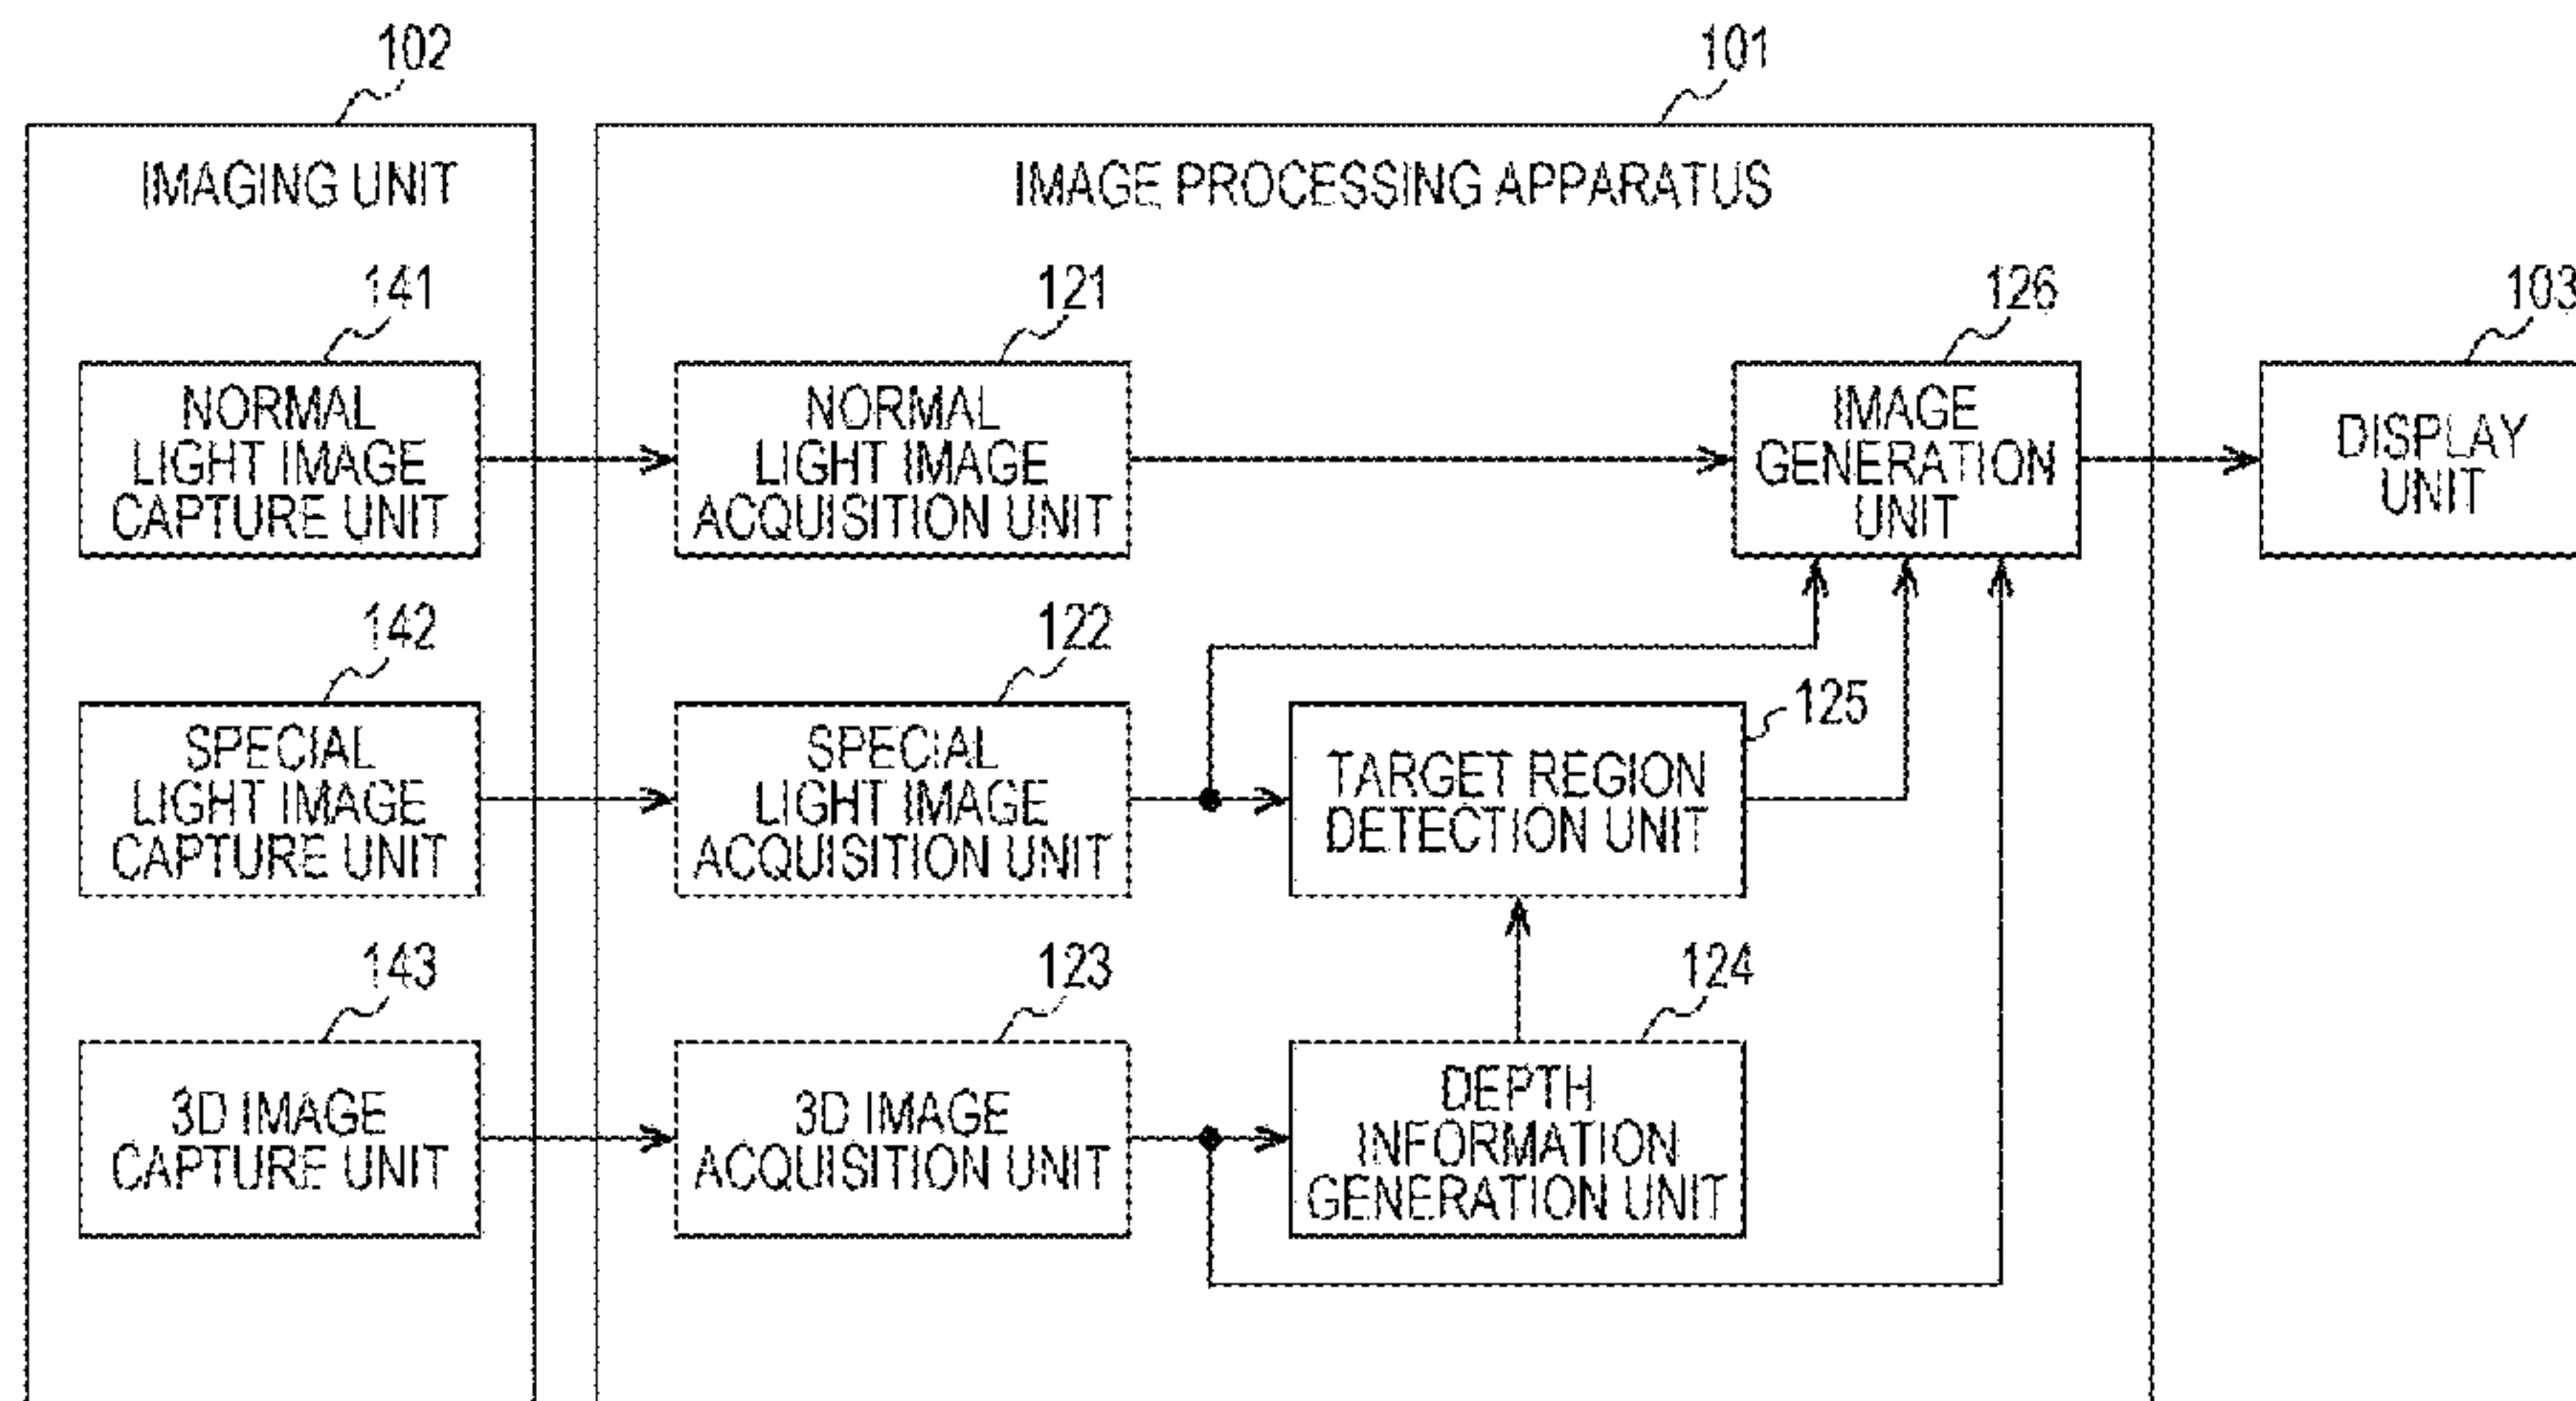 102
101
IMAGING UNIT
IMAGE PROCESSING APPARATUS
141
121
126
103
NORMAL
LIGHT IMAGE
CAPTURE UNIT
NORMAL
LIGHT IMAGE
ACQUISITION UNIT
IMAGE
GENERATION
UNIT
DISPLAY
UNIT
142
122
125
SPECIAL
LIGHT IMAGE
CAPTURE UNIT
SPECIAL
LIGHT IMAGE
ACQUISITION UNIT
TARGET REGION
DETECTION UNIT
143
123
124
3D IMAGE
CAPTURE UNIT
3D IMAGE
ACQUISITION UNIT
DEPTH
INFORMATION
GENERATION UNIT